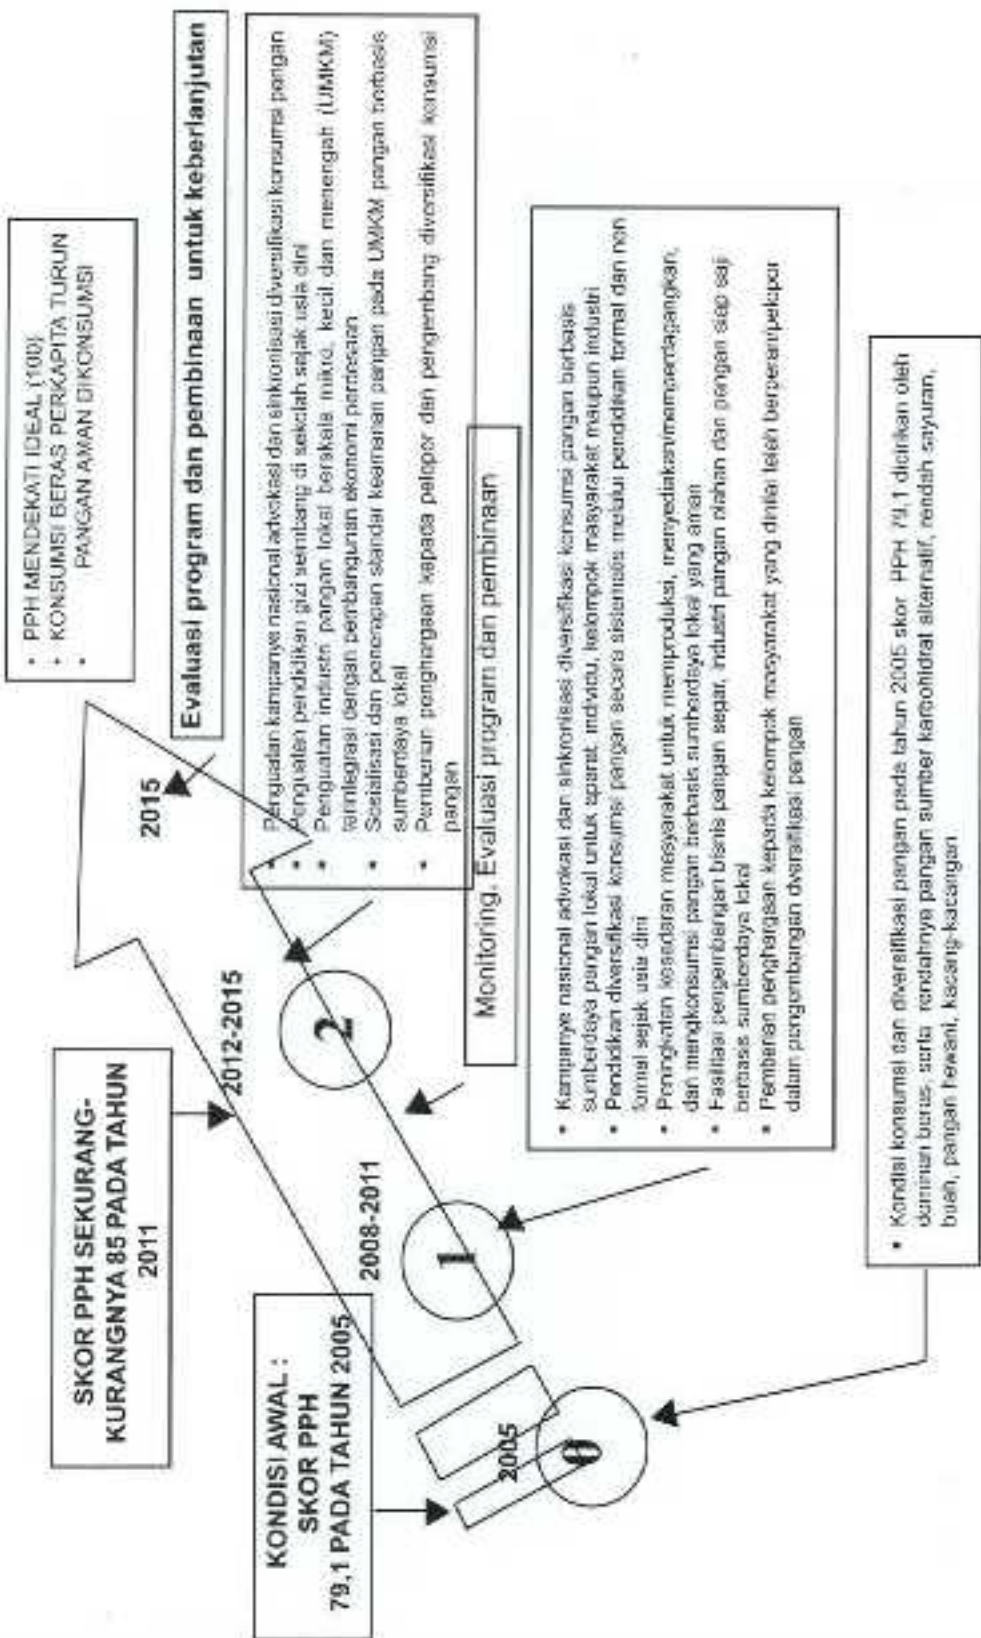 • PPH MENDEKATI IDEAL (100)
• KONSUMSI BERAS PERKAPITA TURUN
• PANGAN AMAN DIKONSUMSI
Evaluasi program dan pembinaan untuk keberlanjutan
2015
• Penguatan kampanye nasional advokasi dan sinkronisasi diversifikasi konsumsi pangan
• Penguatan pendidikan gizi seimbang di sekolah sejak usia dini
• Penguatan industri pangan lokal berskala mikro, kecil dan menengah (UMKM)
terintegrasi dengan pembangunan ekonomi perdesaan
• Sosialisasi dan penerapan standar keamanan pangan pada UMKM pangan berbasis
sumberdaya lokal
• Pemberian penghargaan kepada pelopor dan pengembang diversifikasi konsumsi
pangan
SKOR PPH SEKURANG-
KURANGNYA 85 PADA TAHUN
2011
2012-2015
2
Monitoring, Evaluasi program dan pembinaan
2008-2011
1
• Kampanye nasional advokasi dan sinkronisasi diversifikasi konsumsi pangan berbasis
sumberdaya pangan lokal untuk aparat, individu, kelompok masyarakat maupun industri
• Pendidikan diversifikasi konsumsi pangan secara sistematis melalui pendidikan formal dan non
formal sejak usia dini
• Peningkatan kesadaran masyarakat untuk memproduksi, menyediakan/memperdagangkan,
dan mengkonsumsi pangan berbasis sumberdaya lokal yang aman
• Fasilitasi pengembangan bisnis pangan segar, industri pangan olahan dan pangan siap saji
berbasis sumberdaya lokal
• Pemberian penghargaan kepada kelompok masyarakat yang dinilai telah berperan/pelopor
dalam pengembangan diversifikasi pangan
KONDISI AWAL :
SKOR PPH
79,1 PADA TAHUN 2005
2005
0
• Kondisi konsumsi dan diversifikasi pangan pada tahun 2005 skor PPH 79,1 dicirikan oleh
dominan beras, serta rendahnya pangan sumber karbohidrat alternatif, rendah sayuran,
buah, pangan hewani, kacang-kacangan